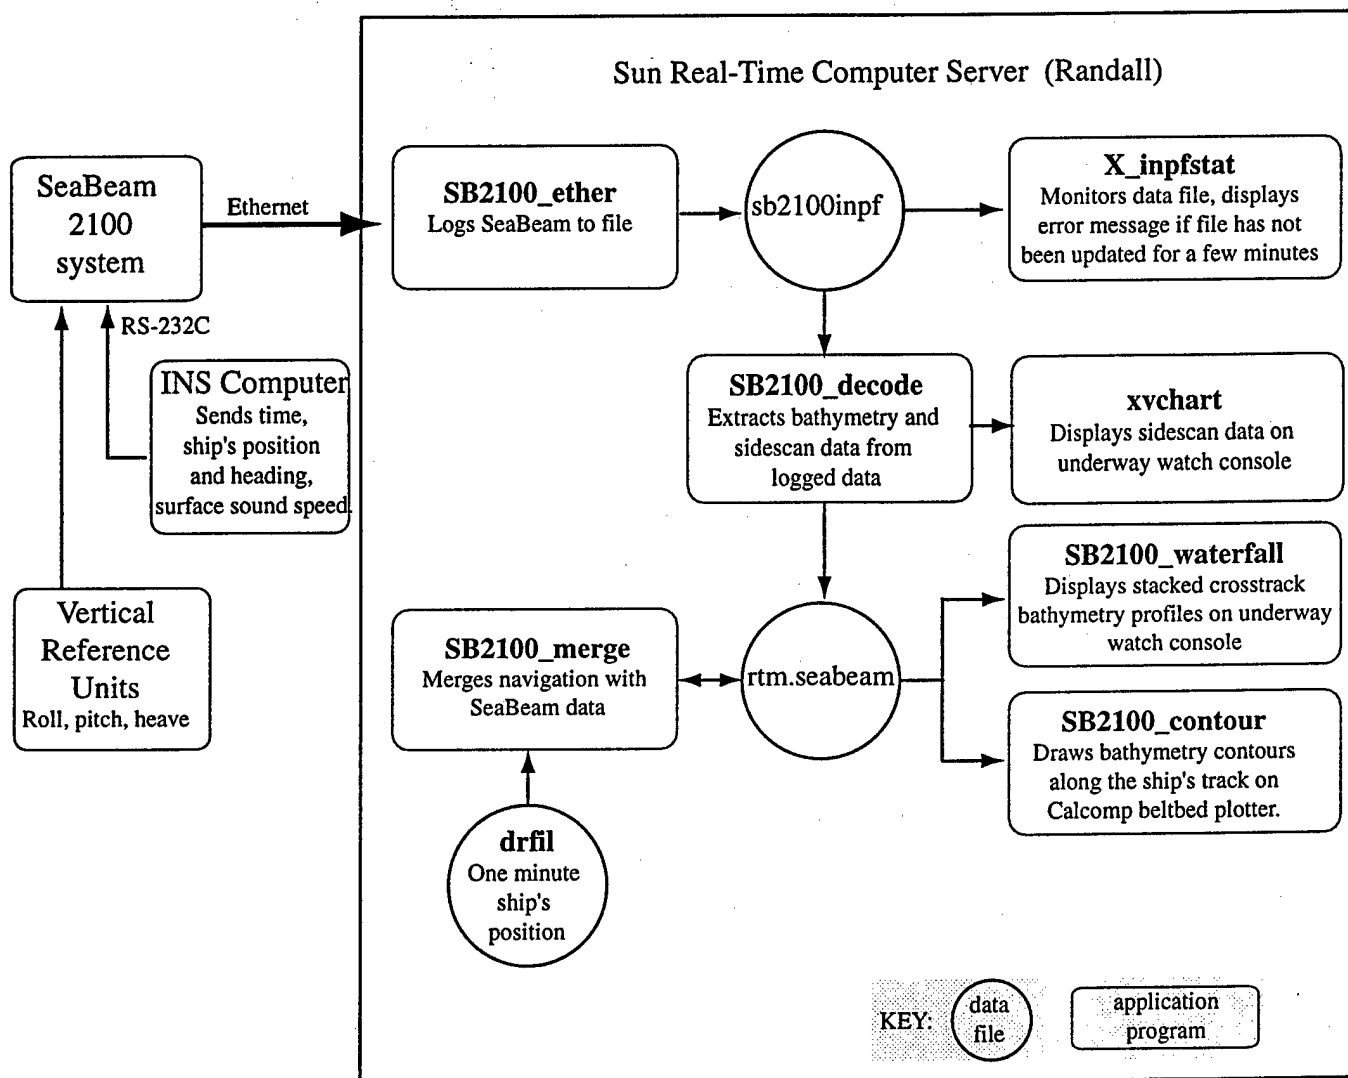 Sun Real-Time Computer Server (Randall)
SeaBeam
2100
system
Ethernet
SB2100_ether
Logs SeaBeam to file
sb2100inpf
X_inpfstat
Monitors data file, displays
error message if file has not
been updated for a few minutes
RS-232C
INS Computer
Sends time,
ship's position
and heading,
surface sound speed.
SB2100_decode
Extracts bathymetry and
sidescan data from
logged data
xvchart
Displays sidescan data on
underway watch console
Vertical
Reference
Units
Roll, pitch, heave
SB2100_merge
Merges navigation with
SeaBeam data
rtm.seabeam
SB2100_waterfall
Displays stacked crosstrack
bathymetry profiles on underway
watch console
SB2100_contour
Draws bathymetry contours
along the ship's track on
Calcomp beltbed plotter.
drfil
One minute
ship's
position
KEY:
data
file
application
program